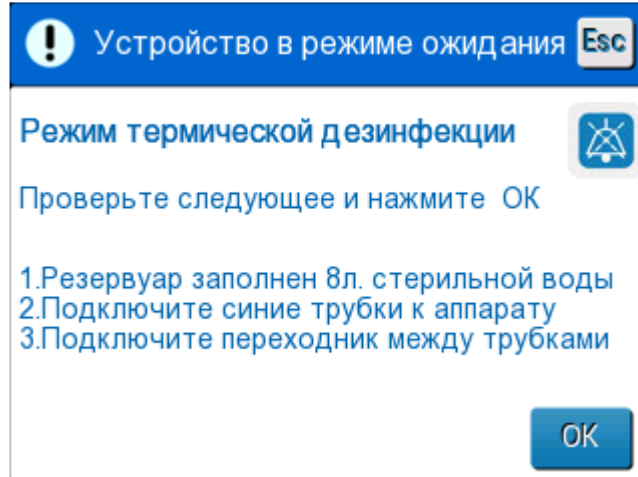 Устройство в режиме ожидания Esc
Режим термической дезинфекции
Проверьте следующее и нажмите ОК
1.Резервуар заполнен 8л. стерильной воды
2.Подключите синие трубки к аппарату
3.Подключите переходник между трубками
ОК